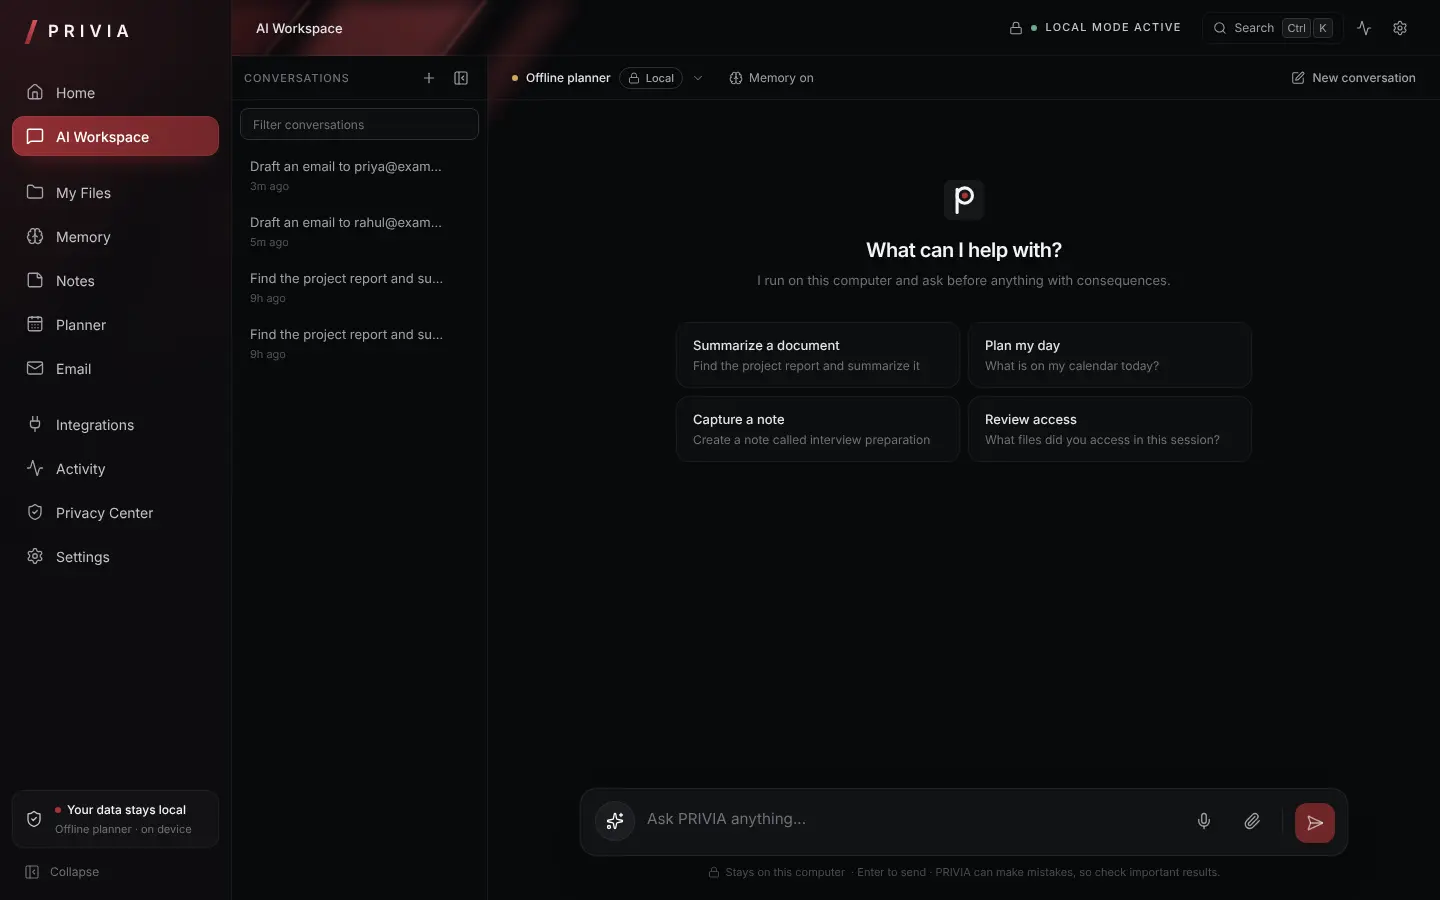 PRIVIA
Home
AI Workspace
My Files
Memory
Notes
Planner
Email
Integrations
Activity
Privacy Center
Settings
Your data stays local
Offline planner · on device
Collapse
AI Workspace
LOCAL MODE ACTIVE
Search Ctrl K
CONVERSATIONS
Filter conversations
Draft an email to priya@exam...
3m ago
Draft an email to rahul@exam...
5m ago
Find the project report and su...
9h ago
Find the project report and su...
9h ago
Offline planner Local Memory on New conversation
What can I help with?
I run on this computer and ask before anything with consequences.
Summarize a document
Find the project report and summarize it
Plan my day
What is on my calendar today?
Capture a note
Create a note called interview preparation
Review access
What files did you access in this session?
Ask PRIVIA anything...
Stays on this computer · Enter to send · PRIVIA can make mistakes, so check important results.